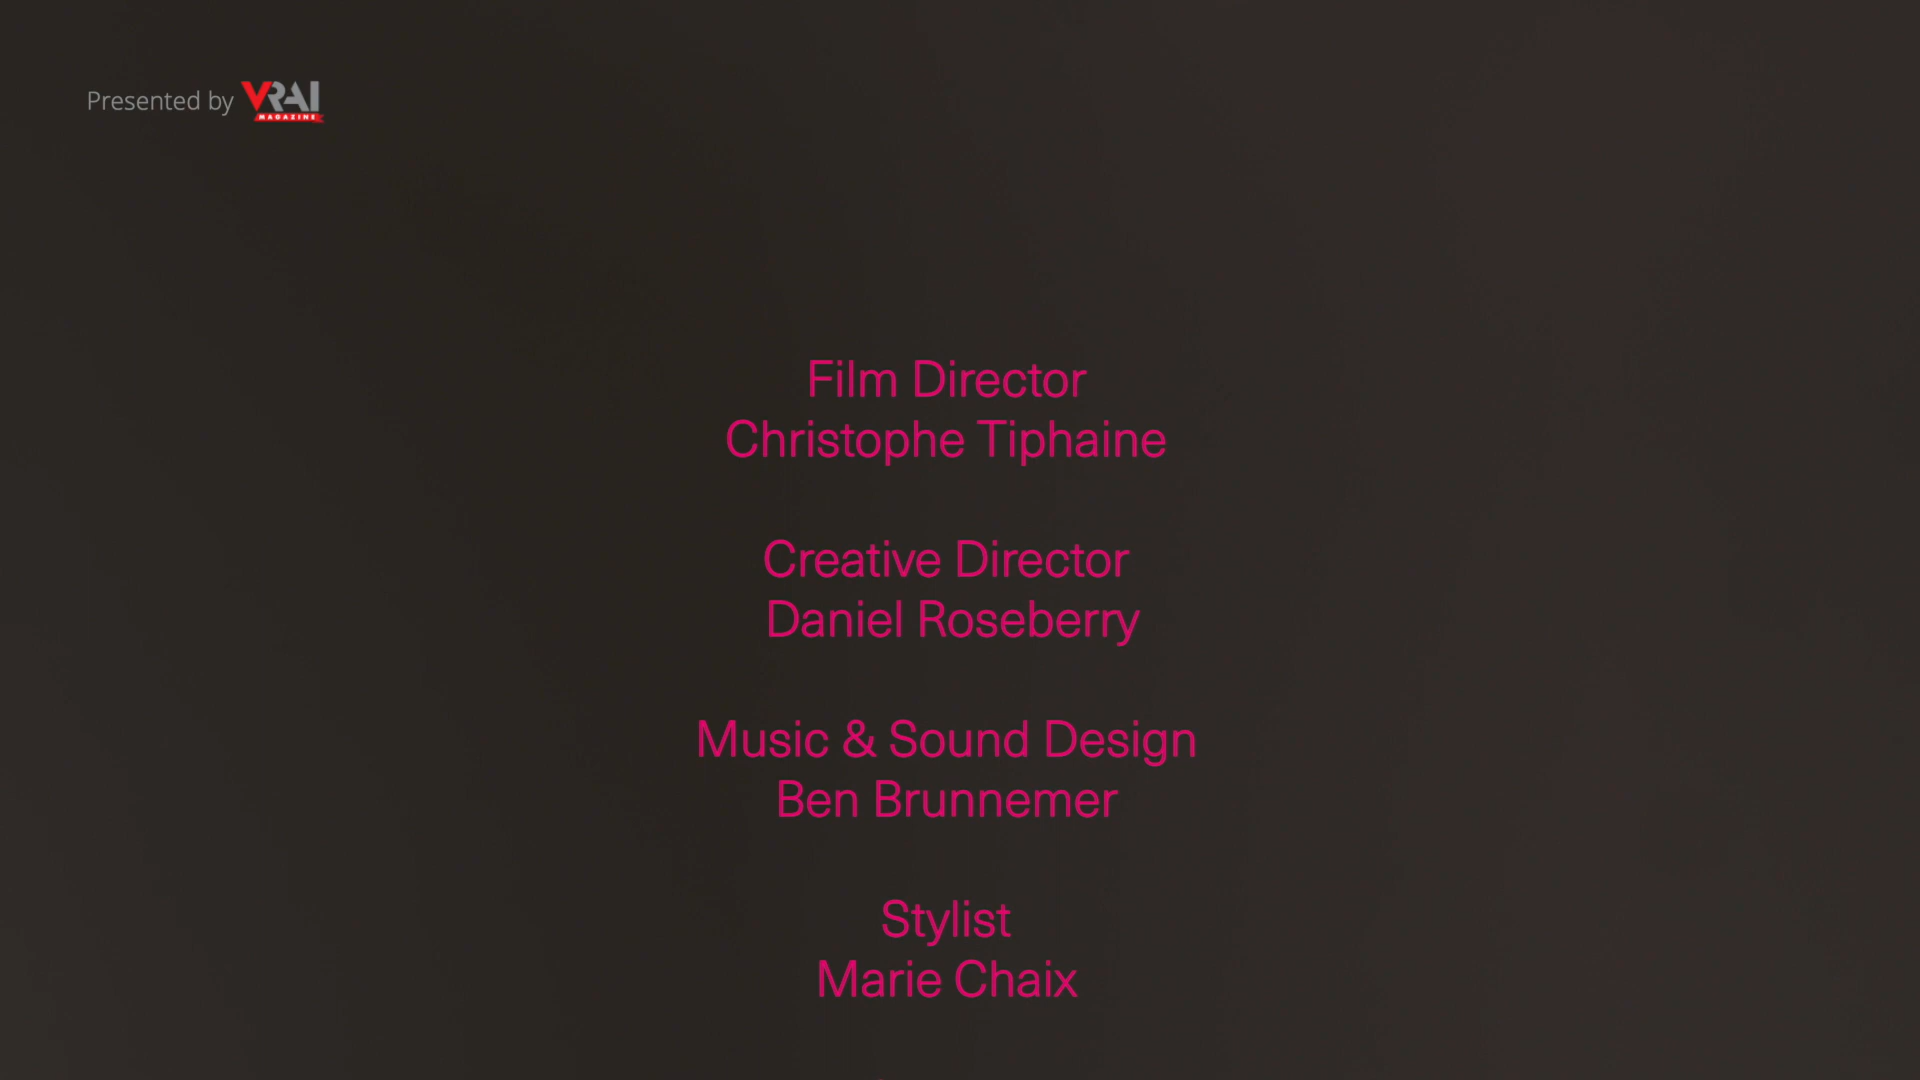 Presented by VRAI
MAGAZINE
Film Director
Christophe Tiphaine
Creative Director
Daniel Roseberry
Music & Sound Design
Ben Brunnemer
Stylist
Marie Chaix